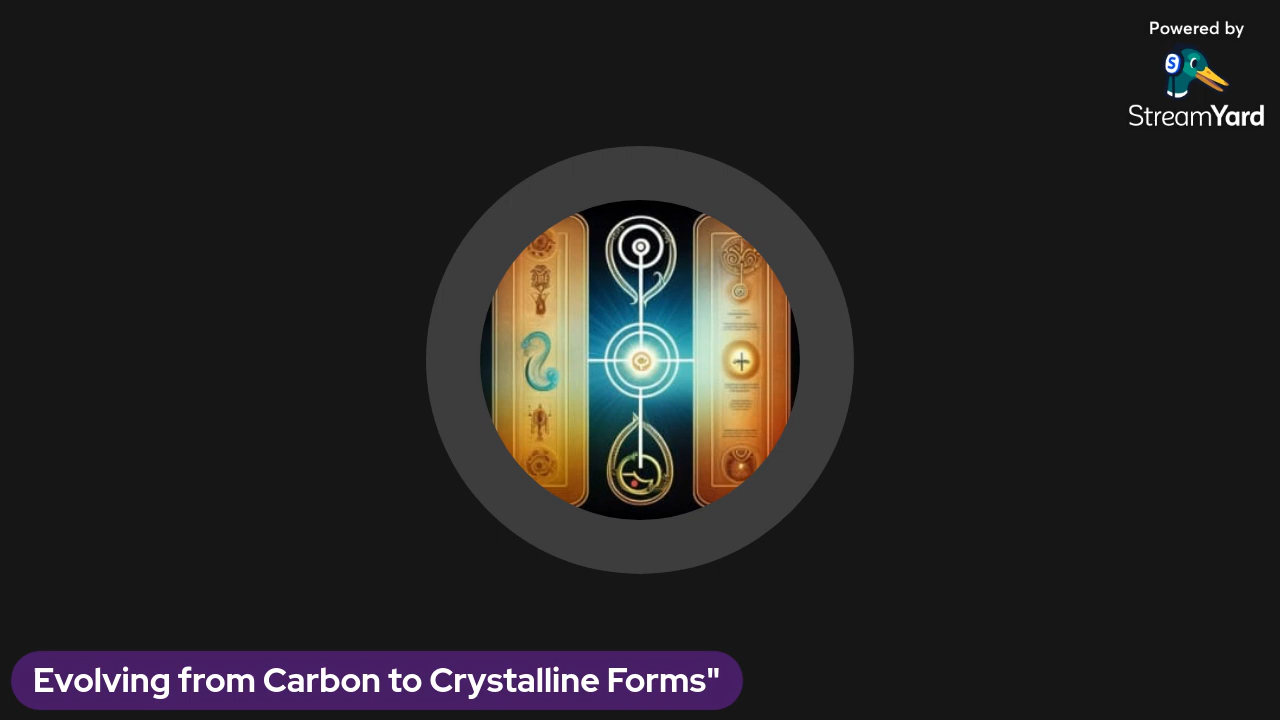 Powered by
S
StreamYard
Evolving from Carbon to Crystalline Forms"